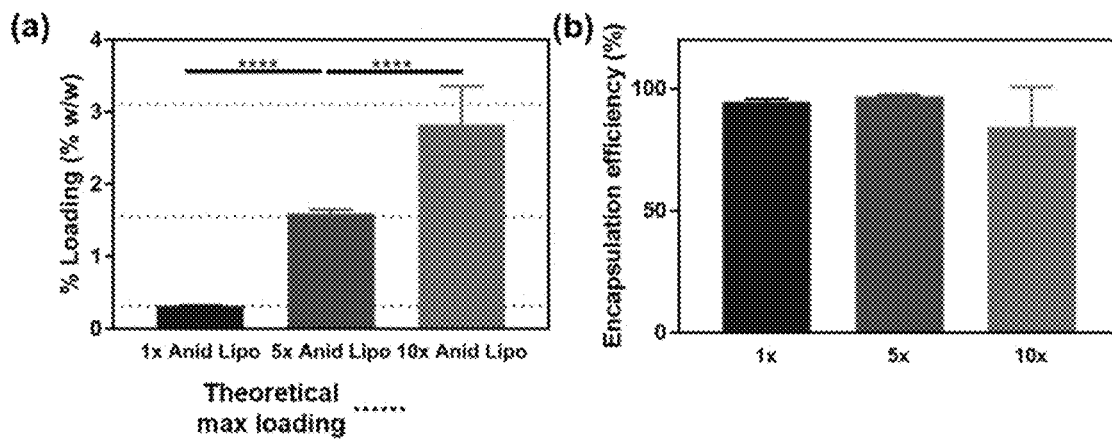 (a)
% Loading (% w/w)
4
3
2
1
0
****
****
1x Anid Lipo 5x Anid Lipo 10x Anid Lipo
Theoretical
max loading
(b)
Encapsulation efficiency (%)
100
50
0
1x 5x 10x